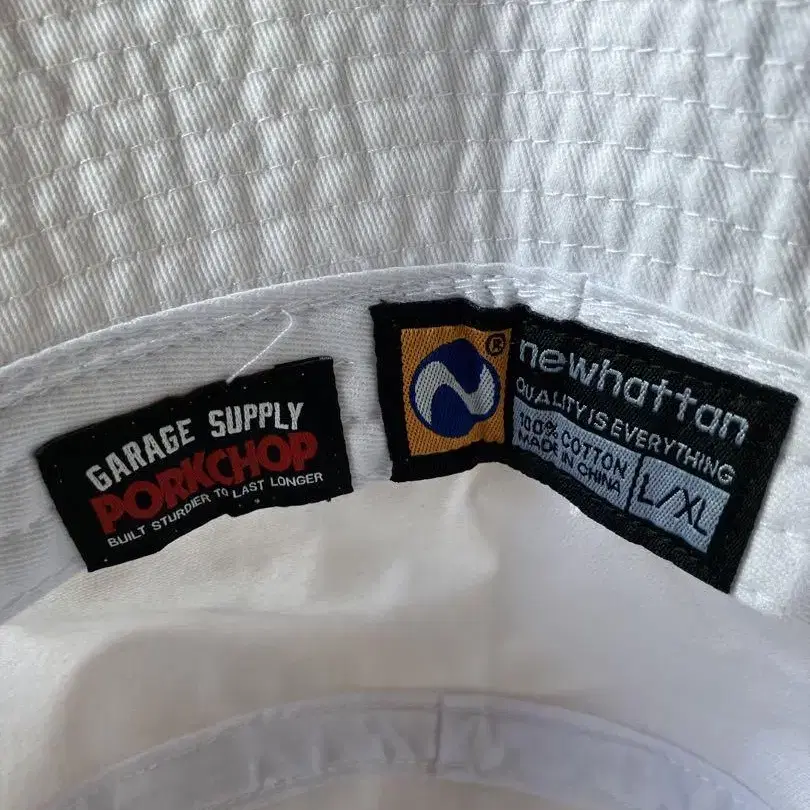 GARAGE SUPPLY
PORKCHOP
BUILT STURDIER TO LAST LONGER
®
newhattan
QUALITY IS EVERYTHING
100% COTTON
MADE IN CHINA
L/XL